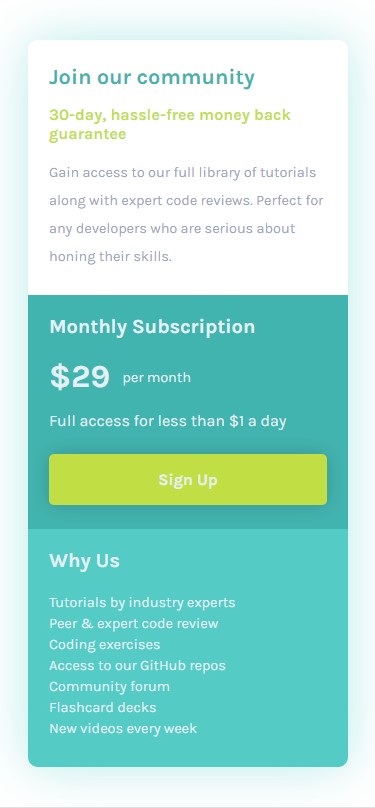 Join our community
30-day, hassle-free money back
guarantee
Gain access to our full library of tutorials
along with expert code reviews. Perfect for
any developers who are serious about
honing their skills.
Monthly Subscription
$29 per month
Full access for less than $1 a day
Sign Up
Why Us
Tutorials by industry experts
Peer & expert code review
Coding exercises
Access to our GitHub repos
Community forum
Flashcard decks
New videos every week